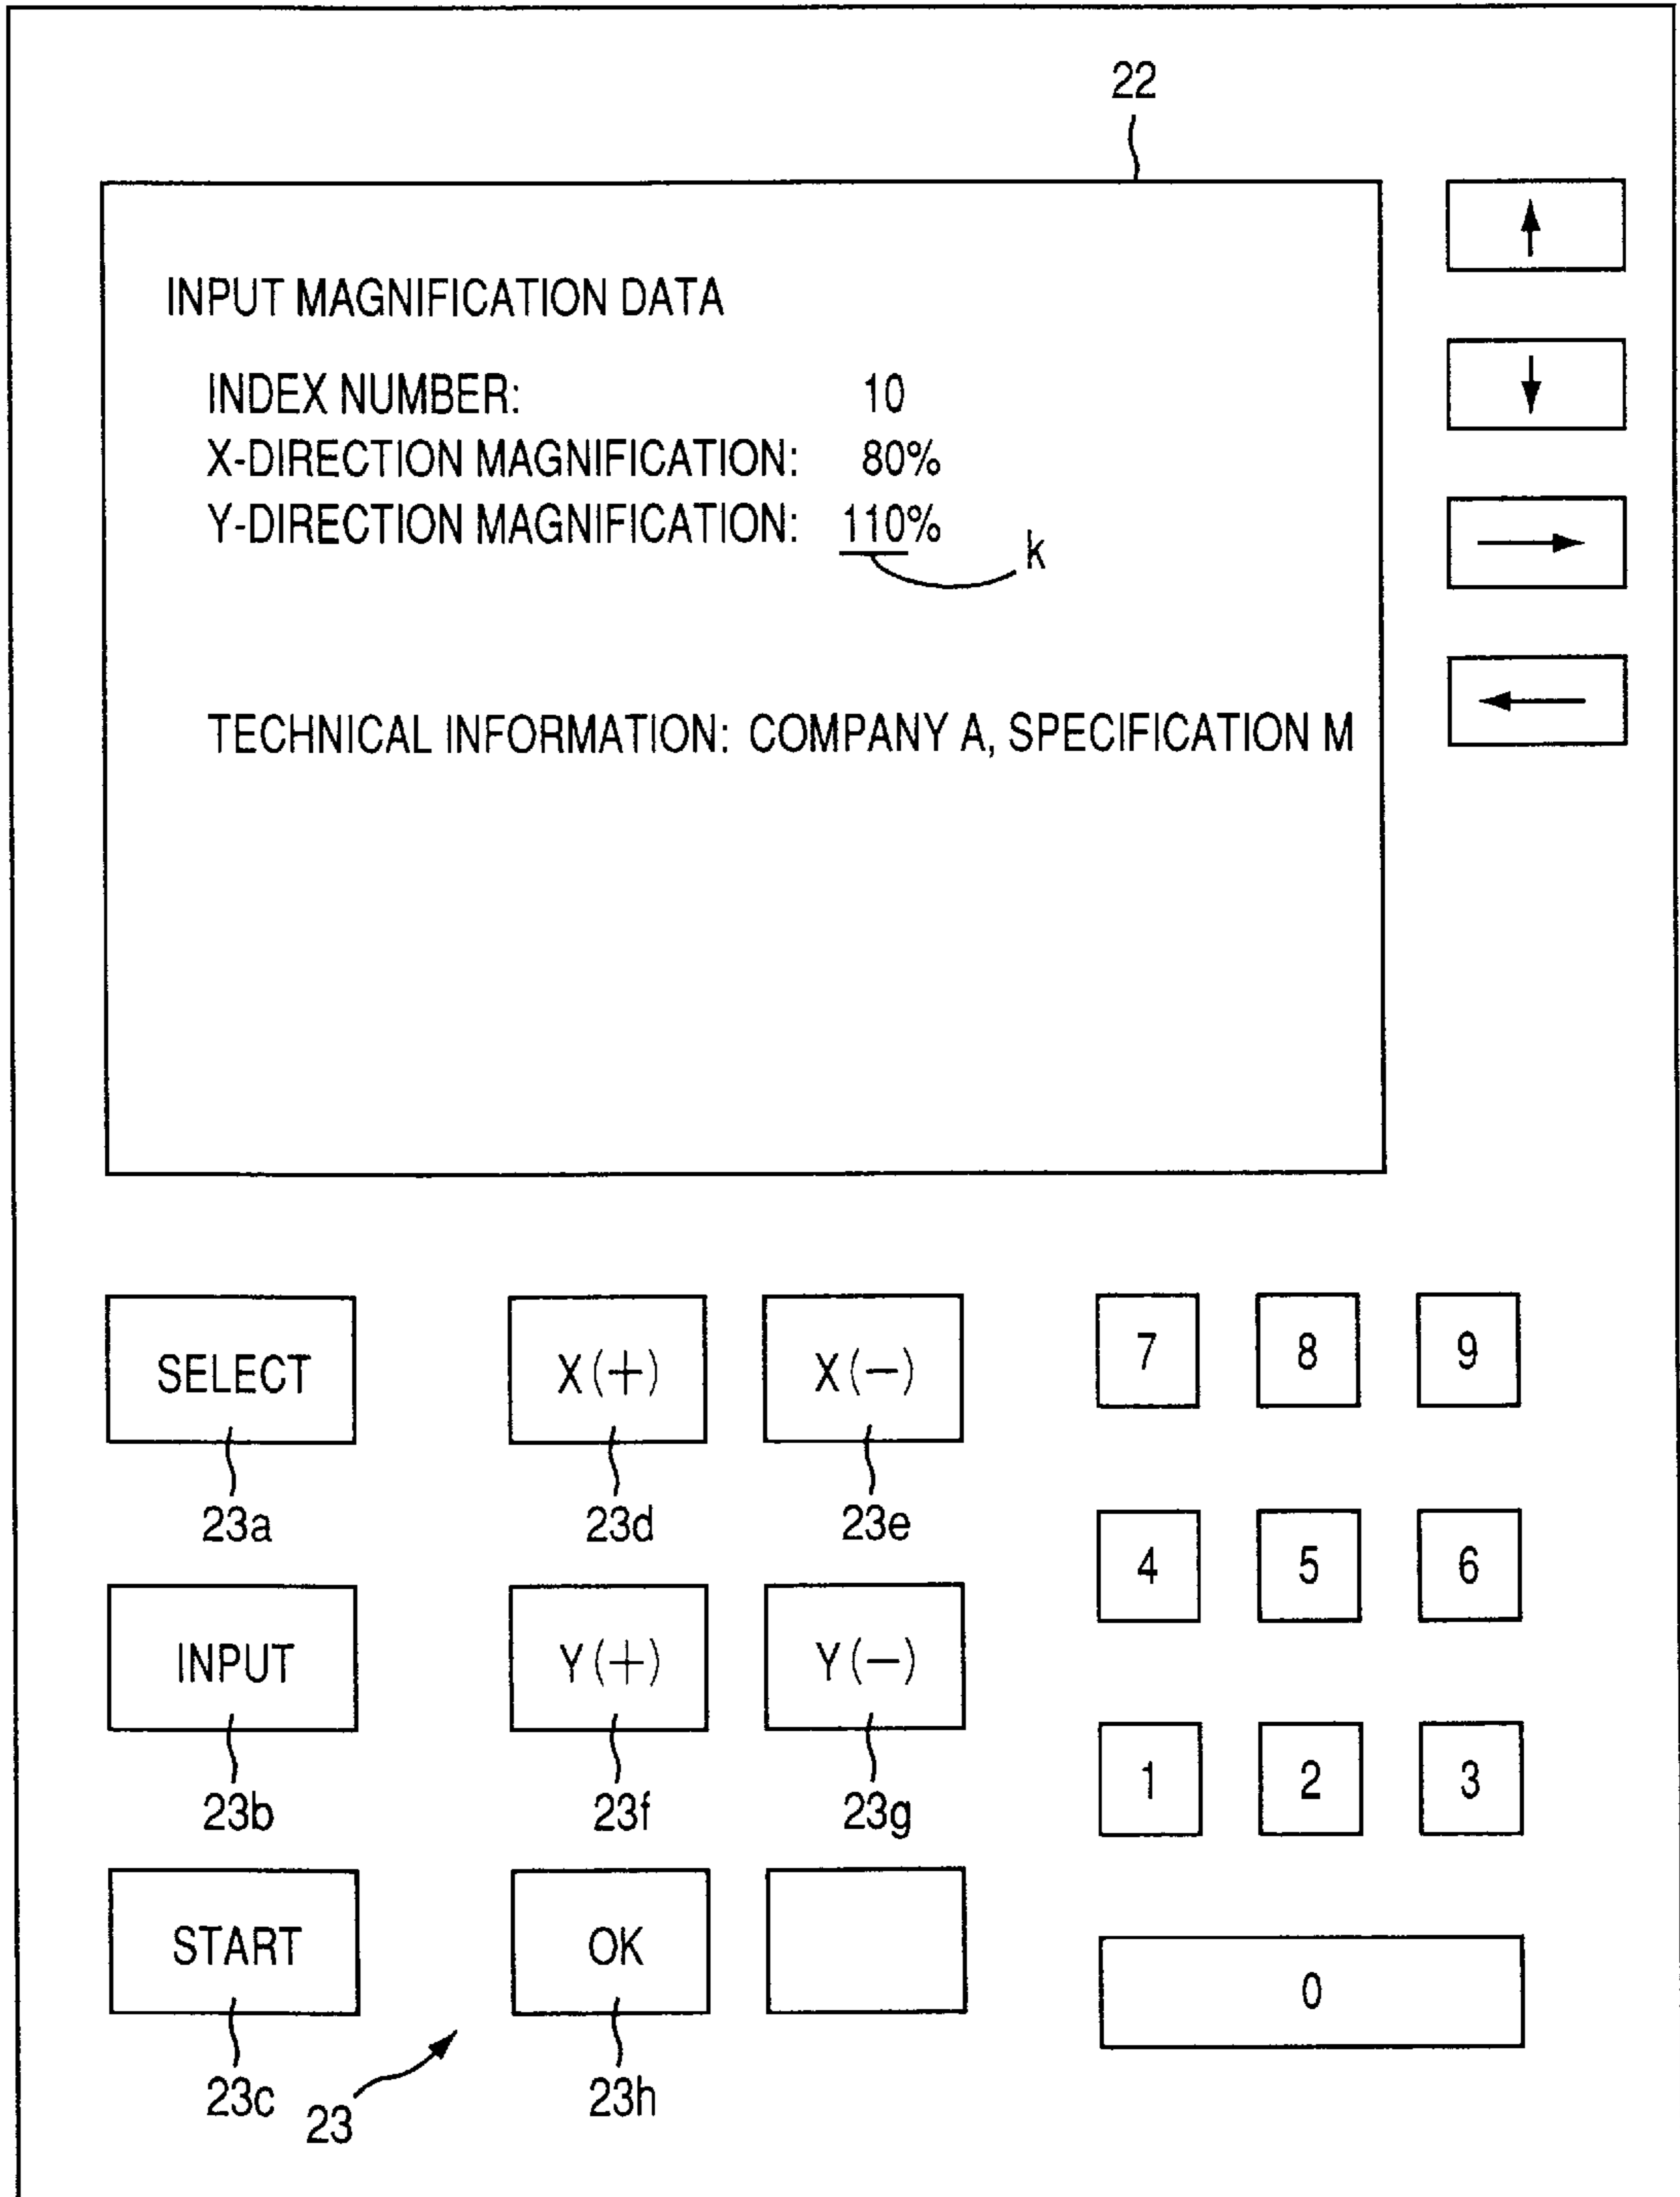 22
INPUT MAGNIFICATION DATA
INDEX NUMBER: 10
X-DIRECTION MAGNIFICATION: 80%
Y-DIRECTION MAGNIFICATION: 110%
k
TECHNICAL INFORMATION: COMPANY A, SPECIFICATION M
SELECT X(+) X(−) 7 8 9
23a 23d 23e
4 5 6
INPUT Y(+) Y(−)
23b 23f 23g
1 2 3
START OK 0
23c 23 23h